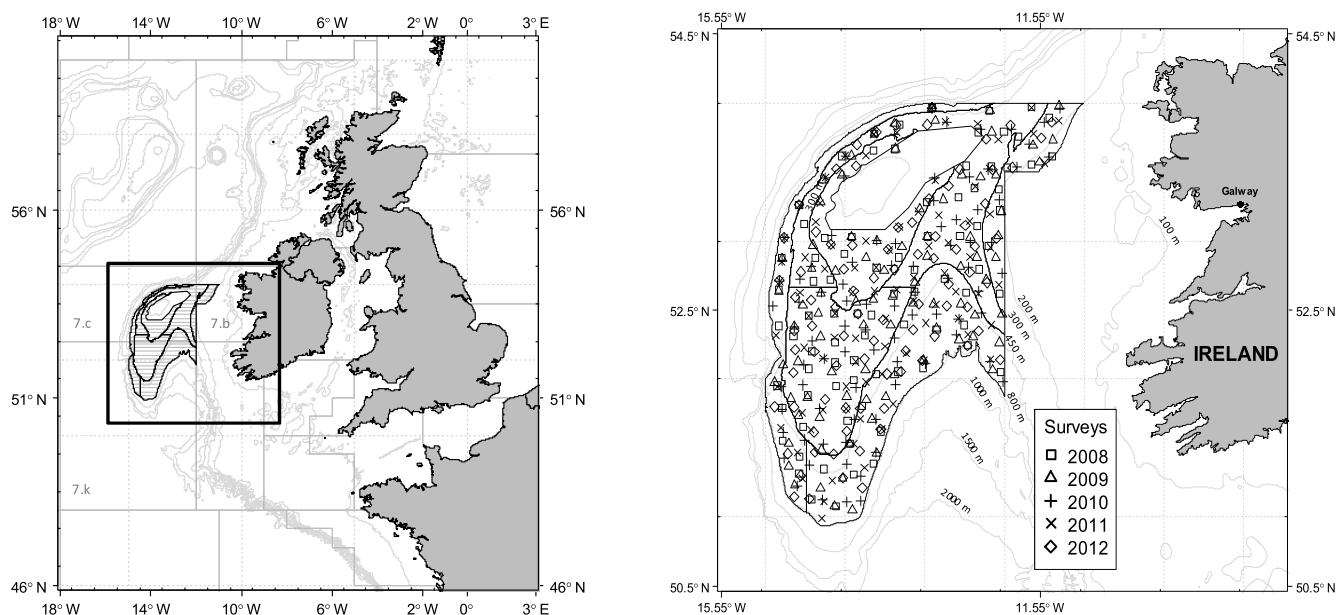 18° W 14° W 10° W 6° W 2° W 0° 3° E
56° N 56° N
51° N 51° N
46° N 46° N
7.c
7.b
7.k
18° W 14° W 10° W 6° W 2° W 0° 3° E
15.55° W 11.55° W
54.5° N 54.5° N
Galway
100 m
200 m
300 m
450 m
52.5° N 52.5° N
IRELAND
800 m
1000 m
1500 m
2000 m
Surveys
2008
2009
2010
2011
2012
50.5° N 50.5° N
15.55° W 11.55° W